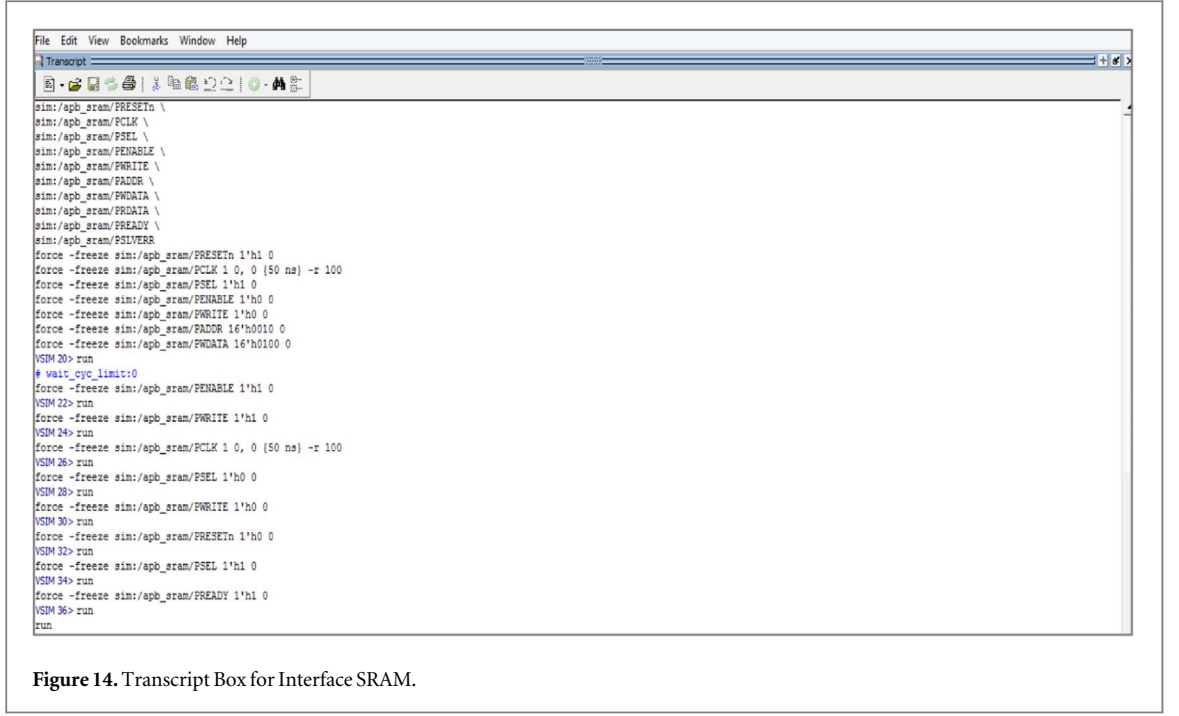 File Edit View Bookmarks Window Help
Transcript
sim:/apb_sram/PRESETn \
sim:/apb_sram/PCLK \
sim:/apb_sram/PSEL \
sim:/apb_sram/PENABLE \
sim:/apb_sram/PWRITE \
sim:/apb_sram/PADDR \
sim:/apb_sram/PWDATA \
sim:/apb_sram/PRDATA \
sim:/apb_sram/PREADY \
sim:/apb_sram/PSLVERR
force -freeze sim:/apb_sram/PRESETn 1'h1 0
force -freeze sim:/apb_sram/PCLK 1 0, 0 {50 ns} -r 100
force -freeze sim:/apb_sram/PSEL 1'h1 0
force -freeze sim:/apb_sram/PENABLE 1'h0 0
force -freeze sim:/apb_sram/PWRITE 1'h0 0
force -freeze sim:/apb_sram/PADDR 16'h0010 0
force -freeze sim:/apb_sram/PWDATA 16'h0100 0
VSIM 20> run
# wait_cyc_limit:0
force -freeze sim:/apb_sram/PENABLE 1'h1 0
VSIM 22> run
force -freeze sim:/apb_sram/PWRITE 1'h1 0
VSIM 24> run
force -freeze sim:/apb_sram/PCLK 1 0, 0 {50 ns} -r 100
VSIM 26> run
force -freeze sim:/apb_sram/PSEL 1'h0 0
VSIM 28> run
force -freeze sim:/apb_sram/PWRITE 1'h0 0
VSIM 30> run
force -freeze sim:/apb_sram/PRESETn 1'h0 0
VSIM 32> run
force -freeze sim:/apb_sram/PSEL 1'h1 0
VSIM 34> run
force -freeze sim:/apb_sram/PREADY 1'h1 0
VSIM 36> run
run
Figure 14. Transcript Box for Interface SRAM.